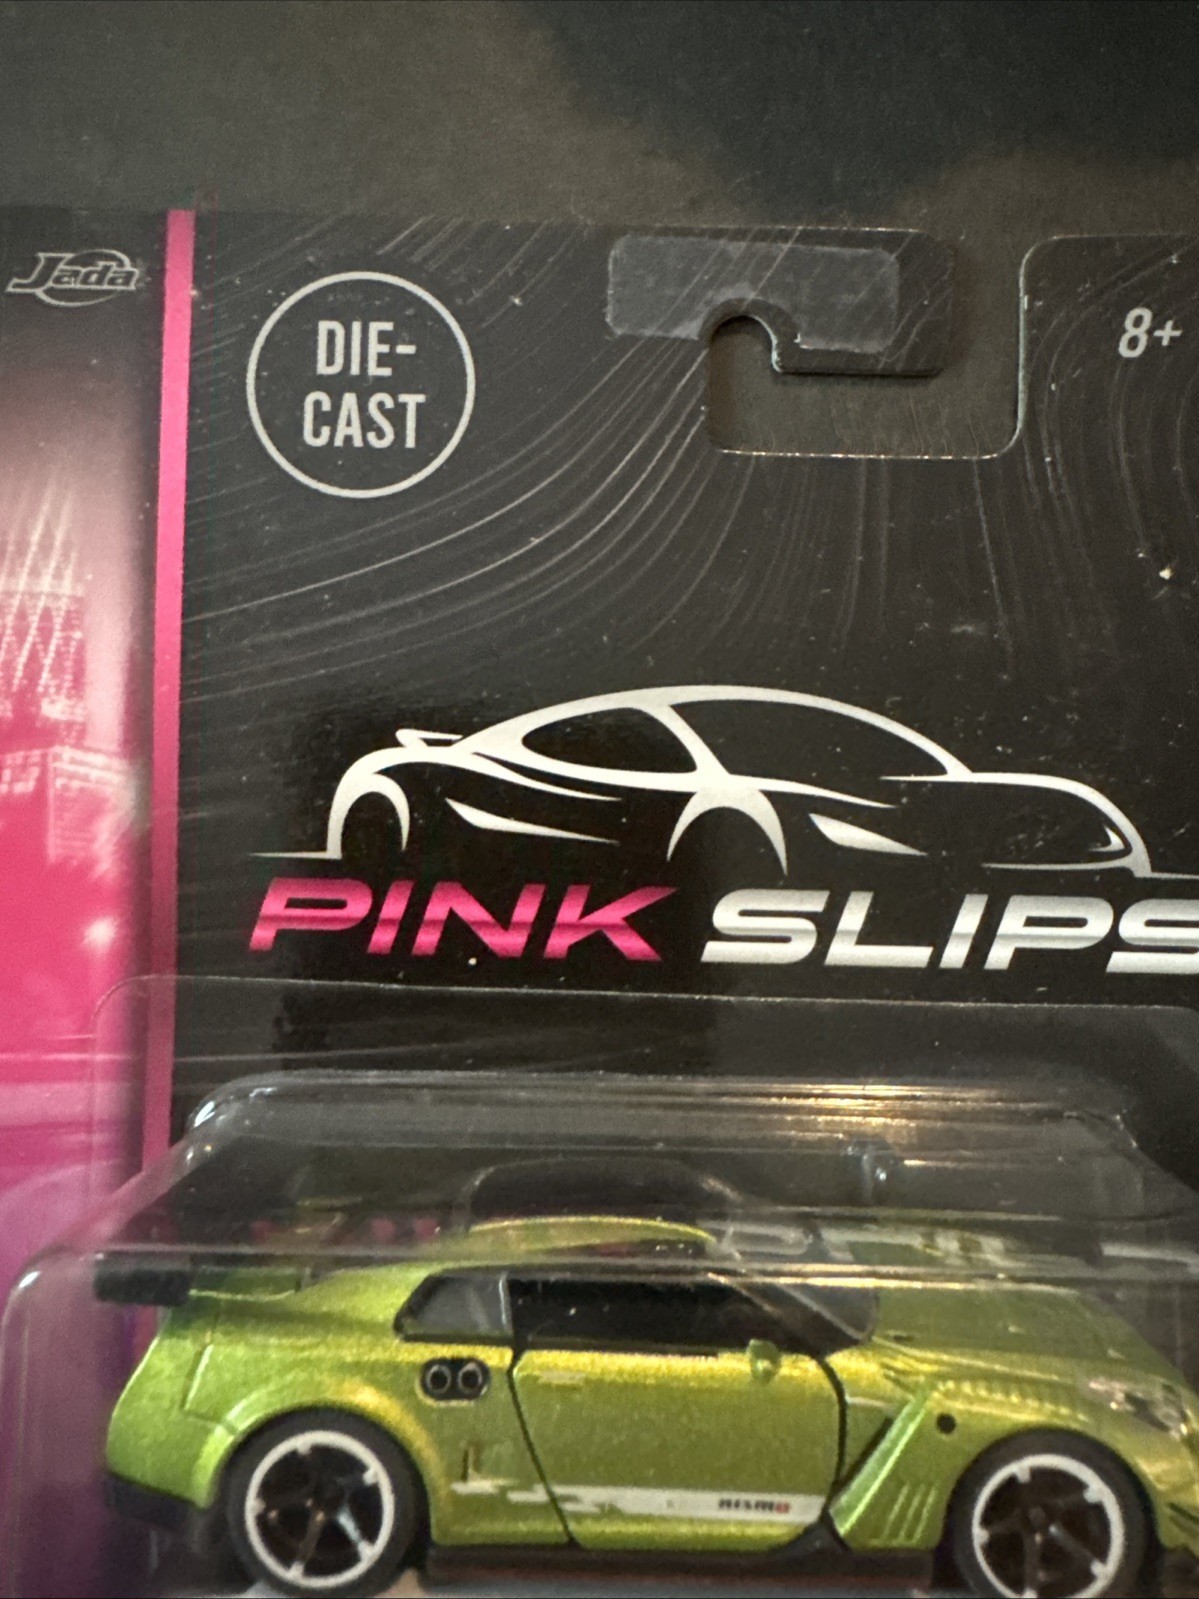 Jada
DIE-
CAST
8+
PINK SLIPS
nismo